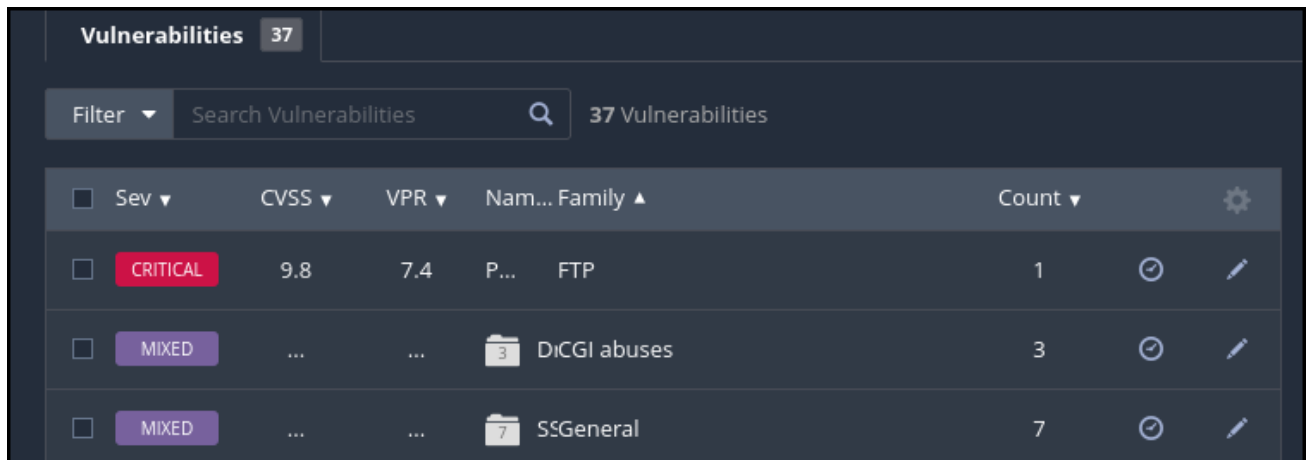 Vulnerabilities 37
Filter Search Vulnerabilities 37 Vulnerabilities
Sev CVSS VPR Nam... Family Count
CRITICAL 9.8 7.4 P... FTP 1
MIXED ... ... 3 D CGI abuses 3
MIXED ... ... 7 SS General 7